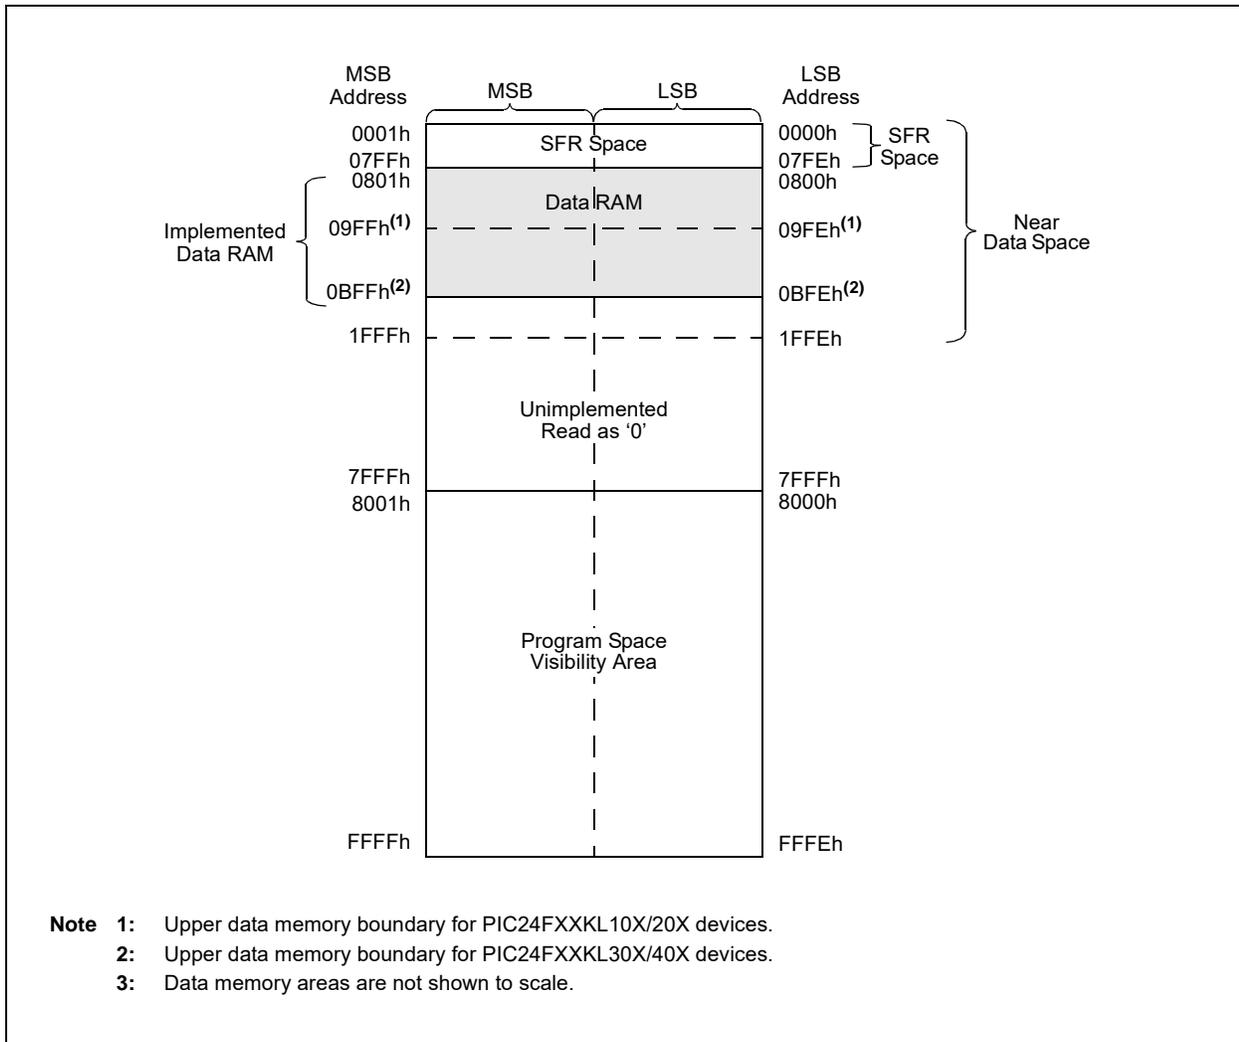 MSB
Address
MSB
LSB
LSB
Address
0001h
SFR Space
0000h
SFR
Space
07FFh
07FEh
0801h
0800h
Data RAM
Implemented
Data RAM
09FFh(1)
09FEh(1)
Near
Data Space
0BFFh(2)
0BFEh(2)
1FFFh
1FFEh
Unimplemented
Read as ‘0’
7FFFh
7FFFh
8001h
8000h
Program Space
Visibility Area
FFFFh
FFFEh
Note 1: Upper data memory boundary for PIC24FXXKL10X/20X devices.
2: Upper data memory boundary for PIC24FXXKL30X/40X devices.
3: Data memory areas are not shown to scale.